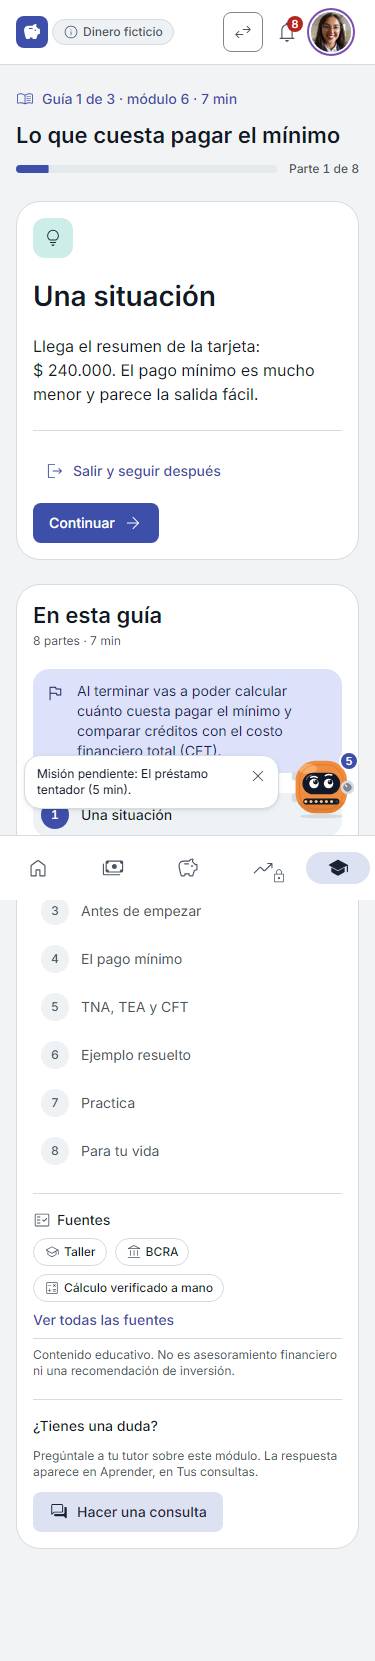 Dinero ficticio
8
Guía 1 de 3 · módulo 6 · 7 min
Lo que cuesta pagar el mínimo
Parte 1 de 8
Una situación
Llega el resumen de la tarjeta:
$ 240.000. El pago mínimo es mucho
menor y parece la salida fácil.
Salir y seguir después
Continuar
En esta guía
8 partes · 7 min
Al terminar vas a poder calcular
cuánto cuesta pagar el mínimo y
comparar créditos con el costo
financiero total (CFT).
Misión pendiente: El préstamo
tentador (5 min).
5
1 Una situación
3 Antes de empezar
4 El pago mínimo
5 TNA, TEA y CFT
6 Ejemplo resuelto
7 Practica
8 Para tu vida
Fuentes
Taller
BCRA
Cálculo verificado a mano
Ver todas las fuentes
Contenido educativo. No es asesoramiento financiero
ni una recomendación de inversión.
¿Tienes una duda?
Pregúntale a tu tutor sobre este módulo. La respuesta
aparece en Aprender, en Tus consultas.
Hacer una consulta